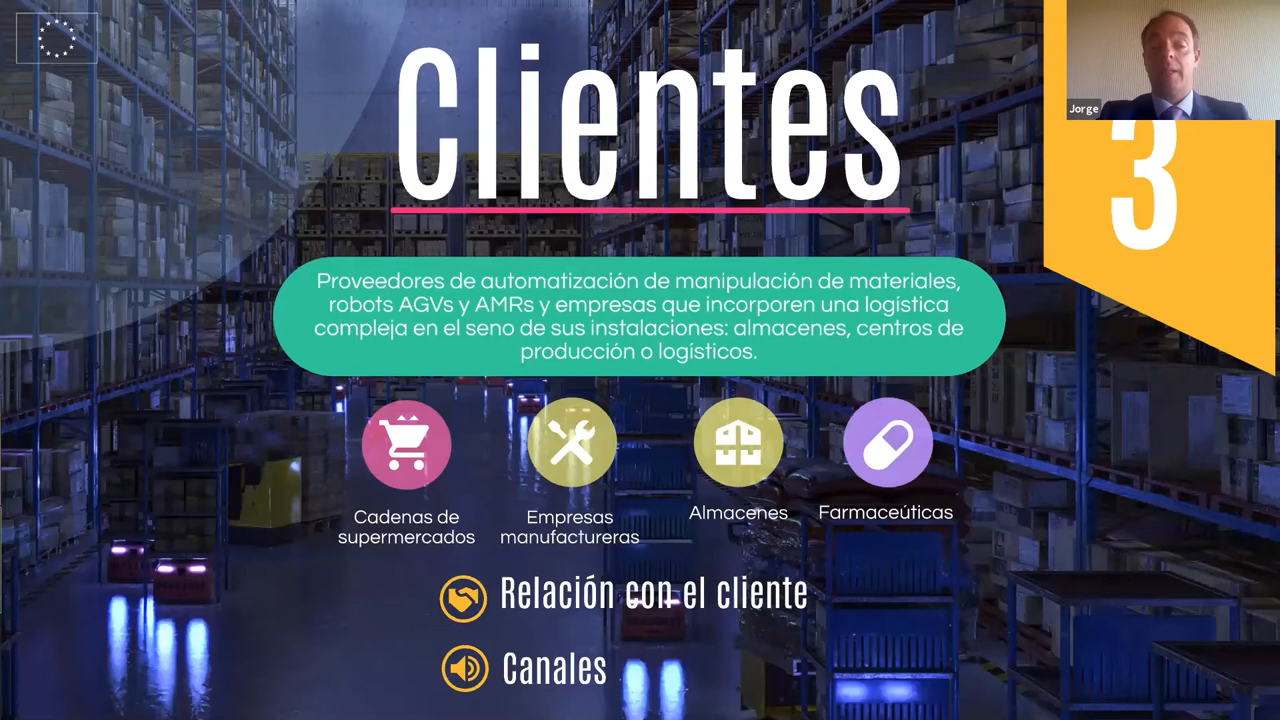 Clientes
Jorge
3
Proveedores de automatización de manipulación de materiales,
robots AGVs y AMRs y empresas que incorporen una logística
compleja en el seno de sus instalaciones: almacenes, centros de
producción o logísticos.
Cadenas de
supermercados
Empresas
manufactureras
Almacenes
Farmaceúticas
Relación con el cliente
Canales